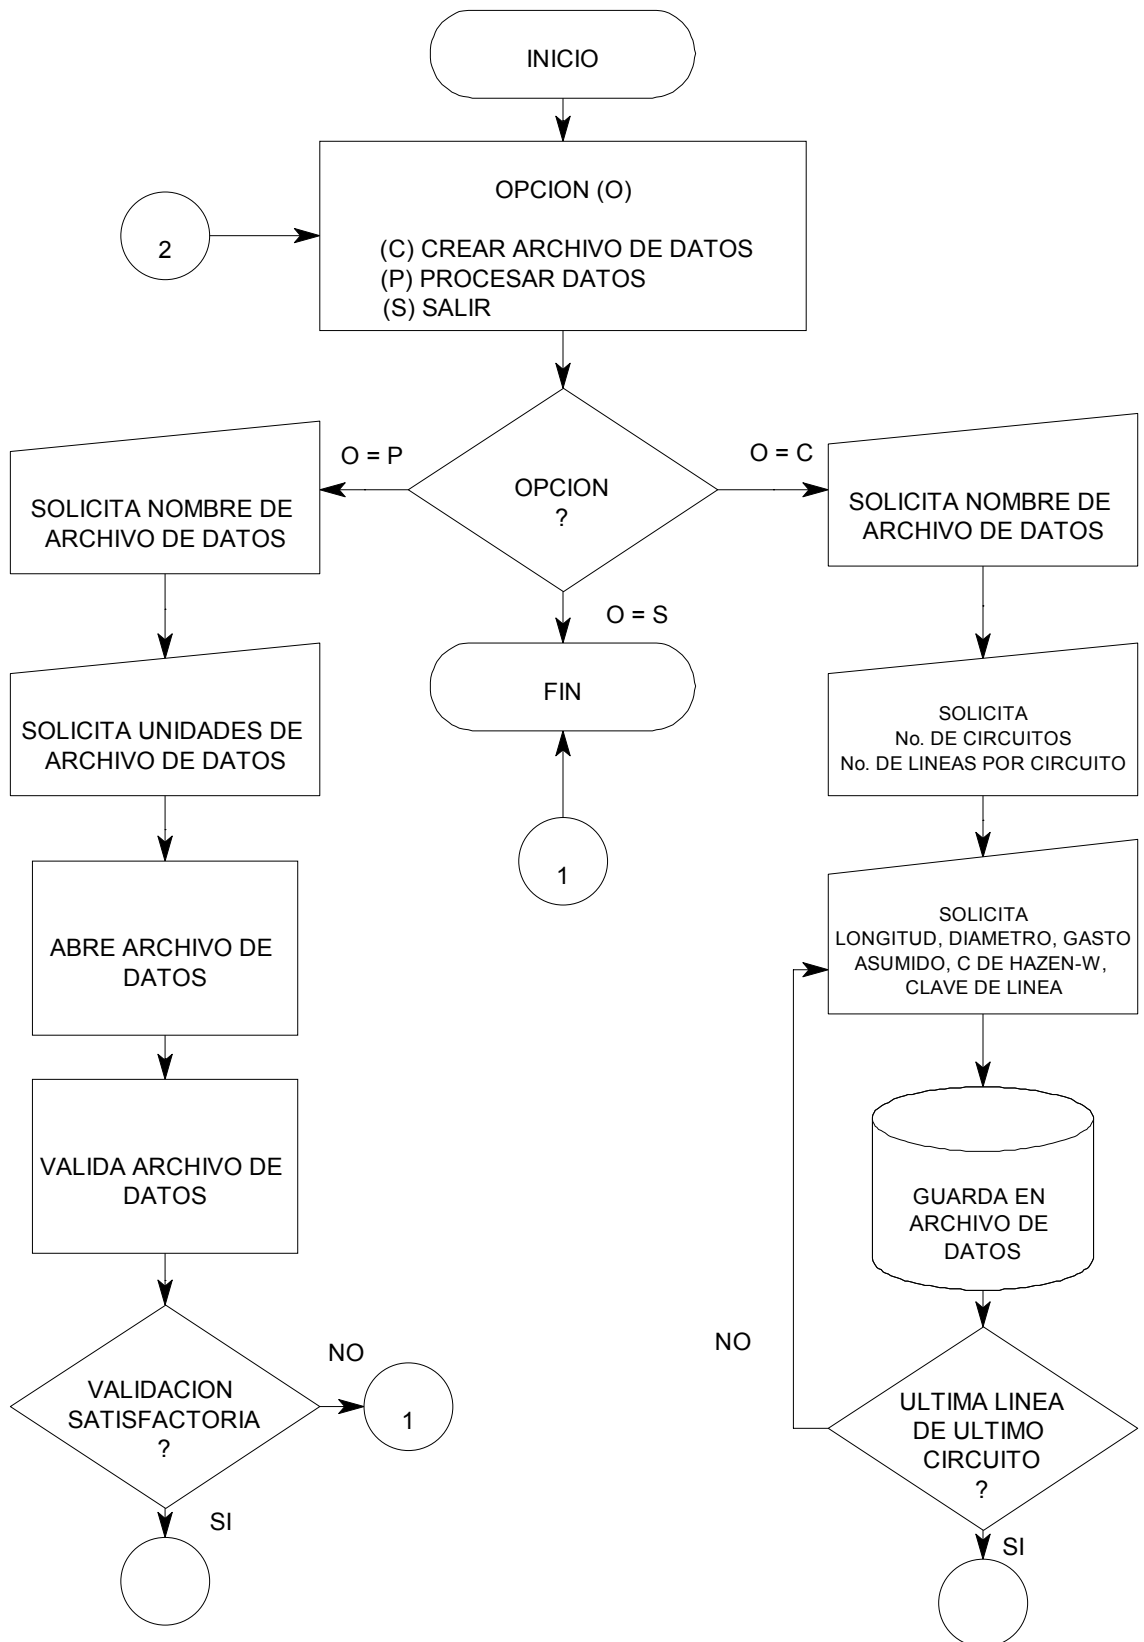 INICIO
OPCION (O)
(C) CREAR ARCHIVO DE DATOS
(P) PROCESAR DATOS
(S) SALIR
2
OPCION
?
O = P
O = C
O = S
SOLICITA NOMBRE DE
ARCHIVO DE DATOS
SOLICITA UNIDADES DE
ARCHIVO DE DATOS
ABRE ARCHIVO DE
DATOS
VALIDA ARCHIVO DE
DATOS
VALIDACION
SATISFACTORIA
?
NO
1
SI
FIN
1
SOLICITA NOMBRE DE
ARCHIVO DE DATOS
SOLICITA
No. DE CIRCUITOS
No. DE LINEAS POR CIRCUITO
SOLICITA
LONGITUD, DIAMETRO, GASTO
ASUMIDO, C DE HAZEN-W,
CLAVE DE LINEA
GUARDA EN
ARCHIVO DE
DATOS
NO
ULTIMA LINEA
DE ULTIMO
CIRCUITO
?
SI